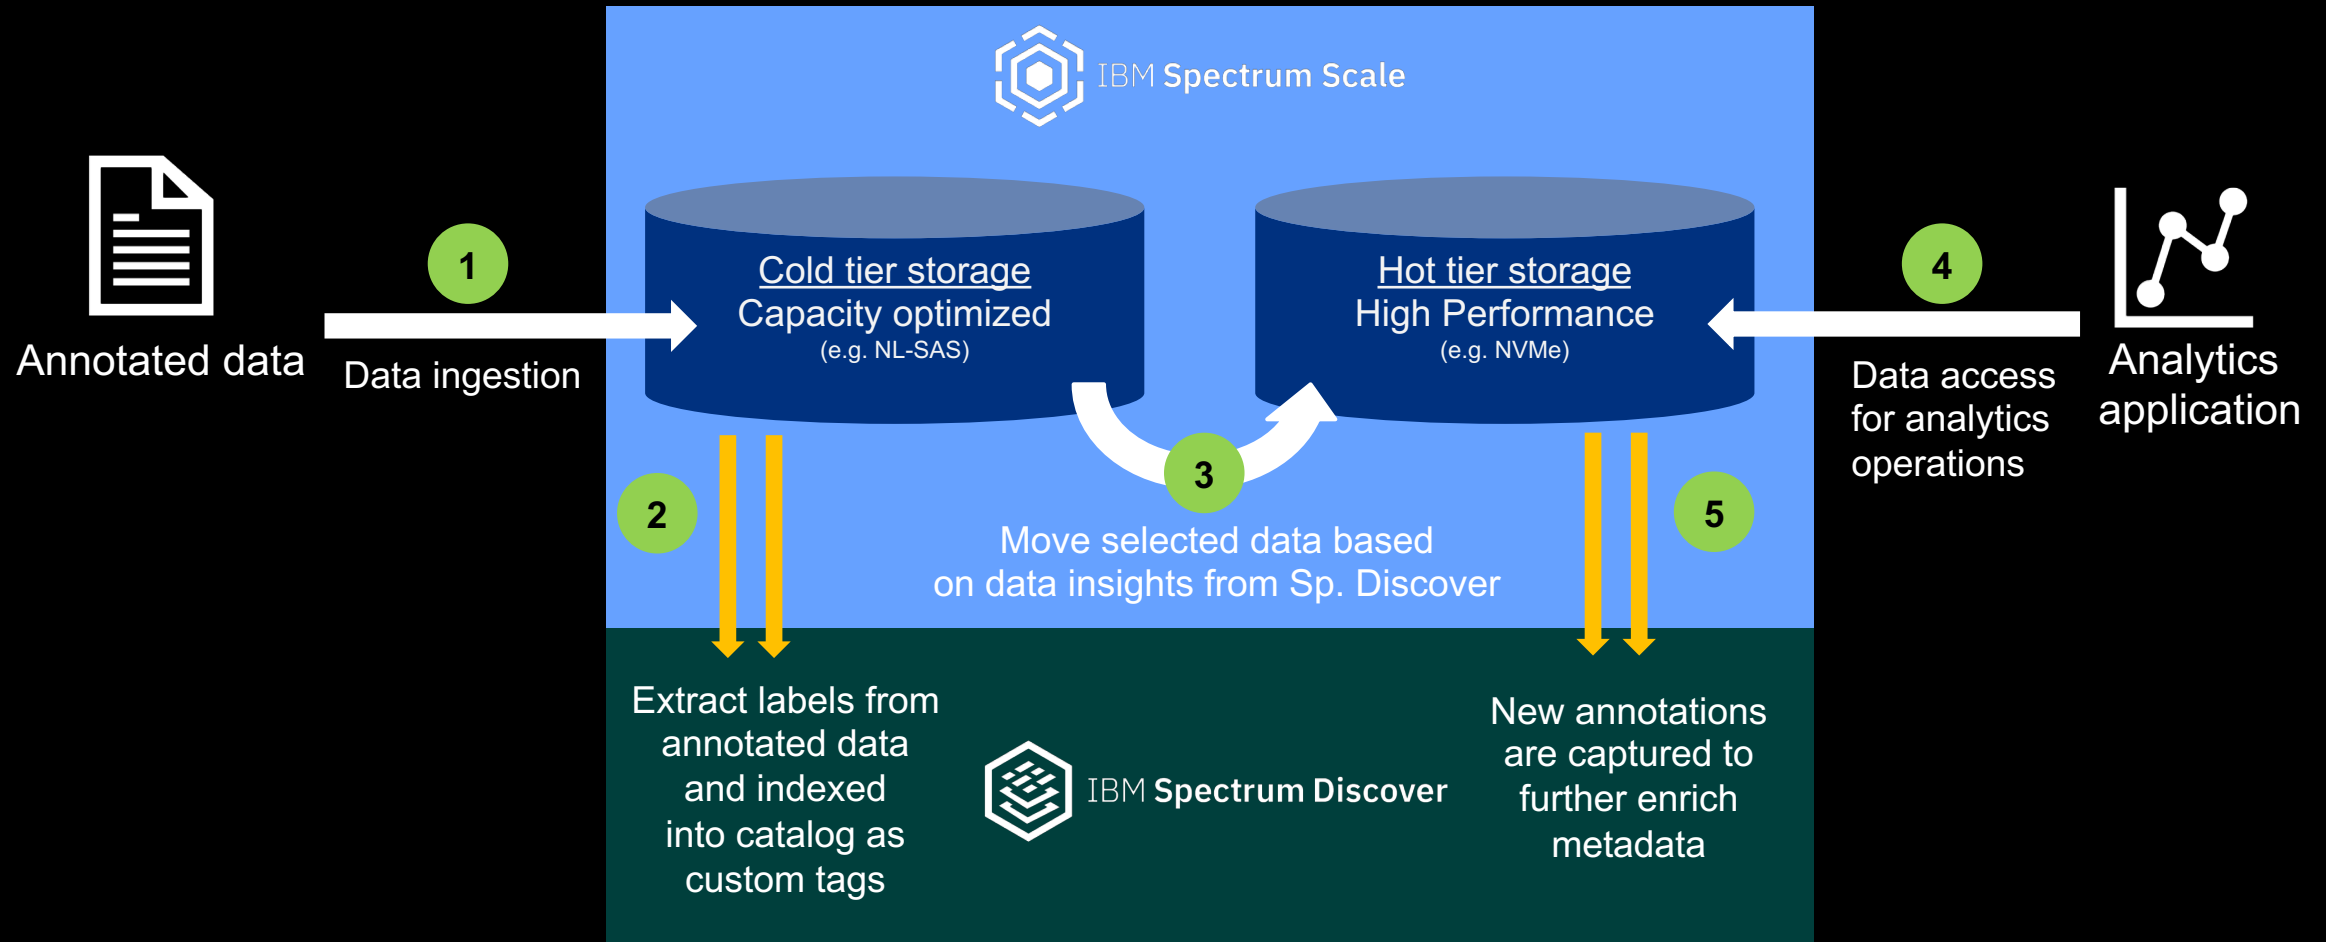 IBM Spectrum Scale
Annotated data
1
Data ingestion
Cold tier storage
Capacity optimized
(e.g. NL-SAS)
Hot tier storage
High Performance
(e.g. NVMe)
4
Data access
for analytics
operations
Analytics
application
2
3
Move selected data based
on data insights from Sp. Discover
5
Extract labels from
annotated data
and indexed
into catalog as
custom tags
IBM Spectrum Discover
New annotations
are captured to
further enrich
metadata